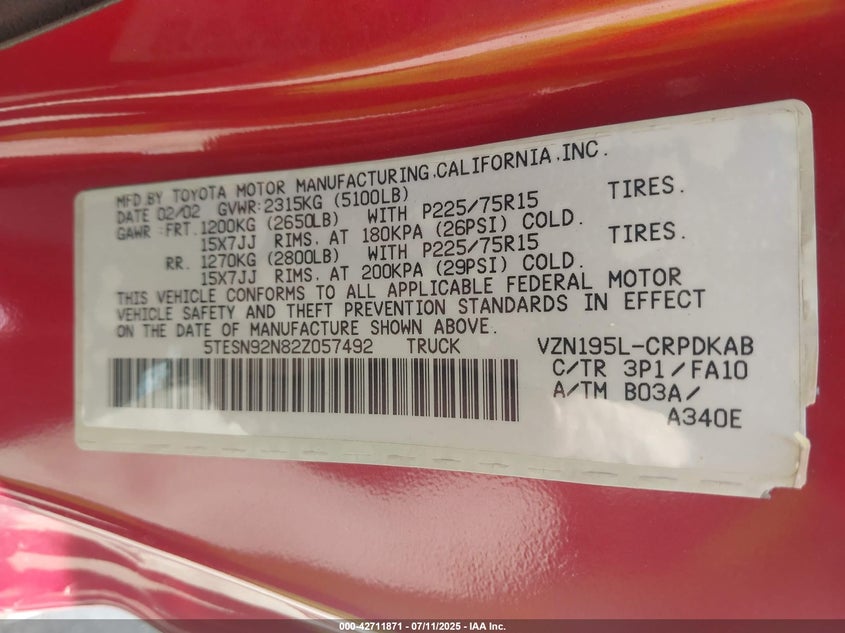 MFD BY TOYOTA MOTOR MANUFACTURING.CALIFORNIA.INC.
DATE 02/02 GVWR:2315KG (5100LB)
GAWR :FRT.1200KG (2650LB) WITH P225/75R15 TIRES.
15X7JJ RIMS. AT 180KPA (26PSI) COLD.
RR. 1270KG (2800LB) WITH P225/75R15 TIRES.
15X7JJ RIMS. AT 200KPA (29PSI) COLD.
THIS VEHICLE CONFORMS TO ALL APPLICABLE FEDERAL MOTOR
VEHICLE SAFETY AND THEFT PREVENTION STANDARDS IN EFFECT
ON THE DATE OF MANUFACTURE SHOWN ABOVE.
5TESN92N82Z057492 TRUCK VZN195L-CRPDKAB
C/TR 3P1/FA10
A/TM B03A/
A340E
000-42711871 - 07/11/2025 - IAA Inc.